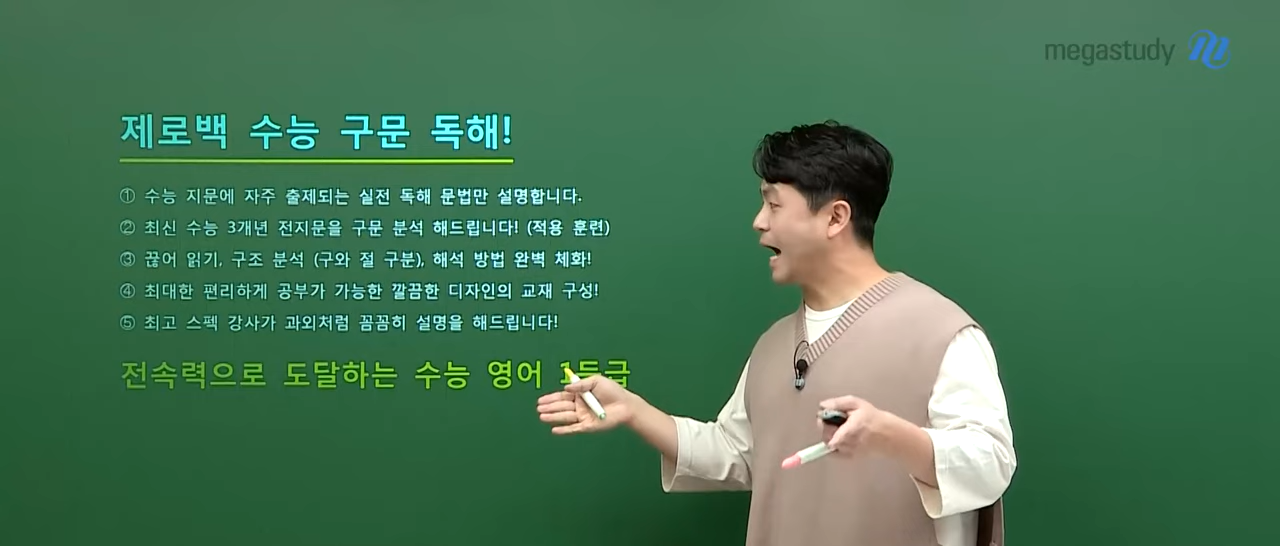 megastudy
제로백 수능 구문 독해!
① 수능 지문에 자주 출제되는 실전 독해 문법만 설명합니다.
② 최신 수능 3개년 전지문을 구문 분석 해드립니다! (적용 훈련)
③ 끊어 읽기, 구조 분석 (구와 절 구분), 해석 방법 완벽 체화!
④ 최대한 편리하게 공부가 가능한 깔끔한 디자인의 교재 구성!
⑤ 최고 스펙 강사가 과외처럼 꼼꼼히 설명을 해드립니다!
전속력으로 도달하는 수능 영어 1등급